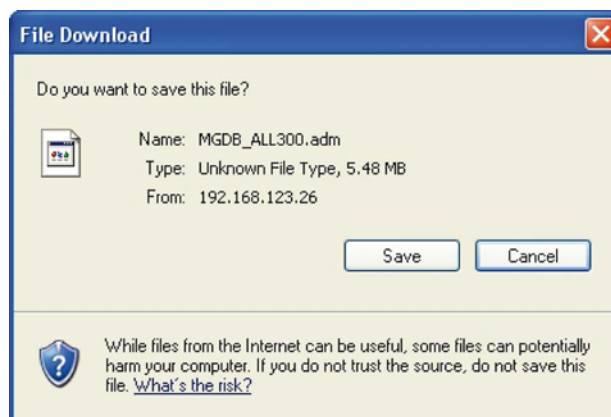 File Download
Do you want to save this file?
Name: MGDB_ALL300.adm
Type: Unknown File Type, 5.48 MB
From: 192.168.123.26
Save Cancel
While files from the Internet can be useful, some files can potentially
harm your computer. If you do not trust the source, do not save this
file. What's the risk?